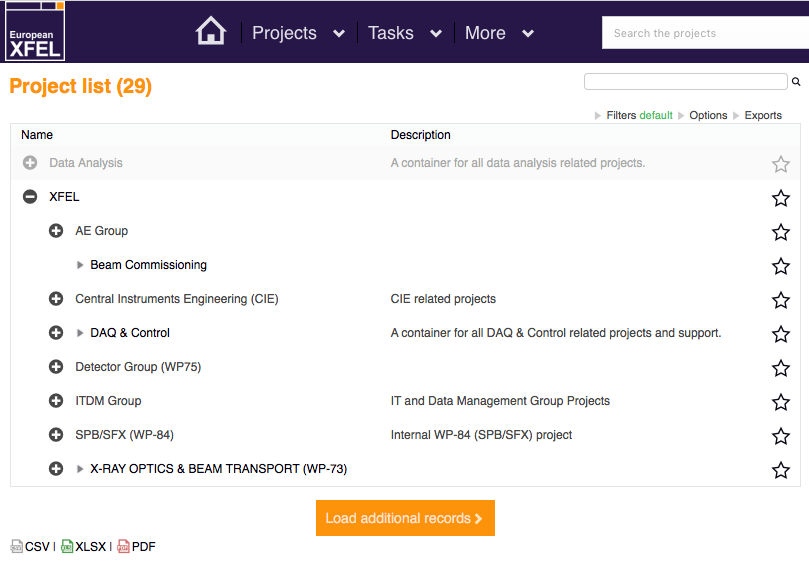 European
XFEL
Projects
Tasks
More
Search the projects
Project list (29)
Filters default Options Exports
Name Description
Data Analysis A container for all data analysis related projects.
XFEL
AE Group
Beam Commissioning
Central Instruments Engineering (CIE) CIE related projects
DAQ & Control A container for all DAQ & Control related projects and support.
Detector Group (WP75)
ITDM Group IT and Data Management Group Projects
SPB/SFX (WP-84) Internal WP-84 (SPB/SFX) project
X-RAY OPTICS & BEAM TRANSPORT (WP-73)
Load additional records
CSV | XLSX | PDF